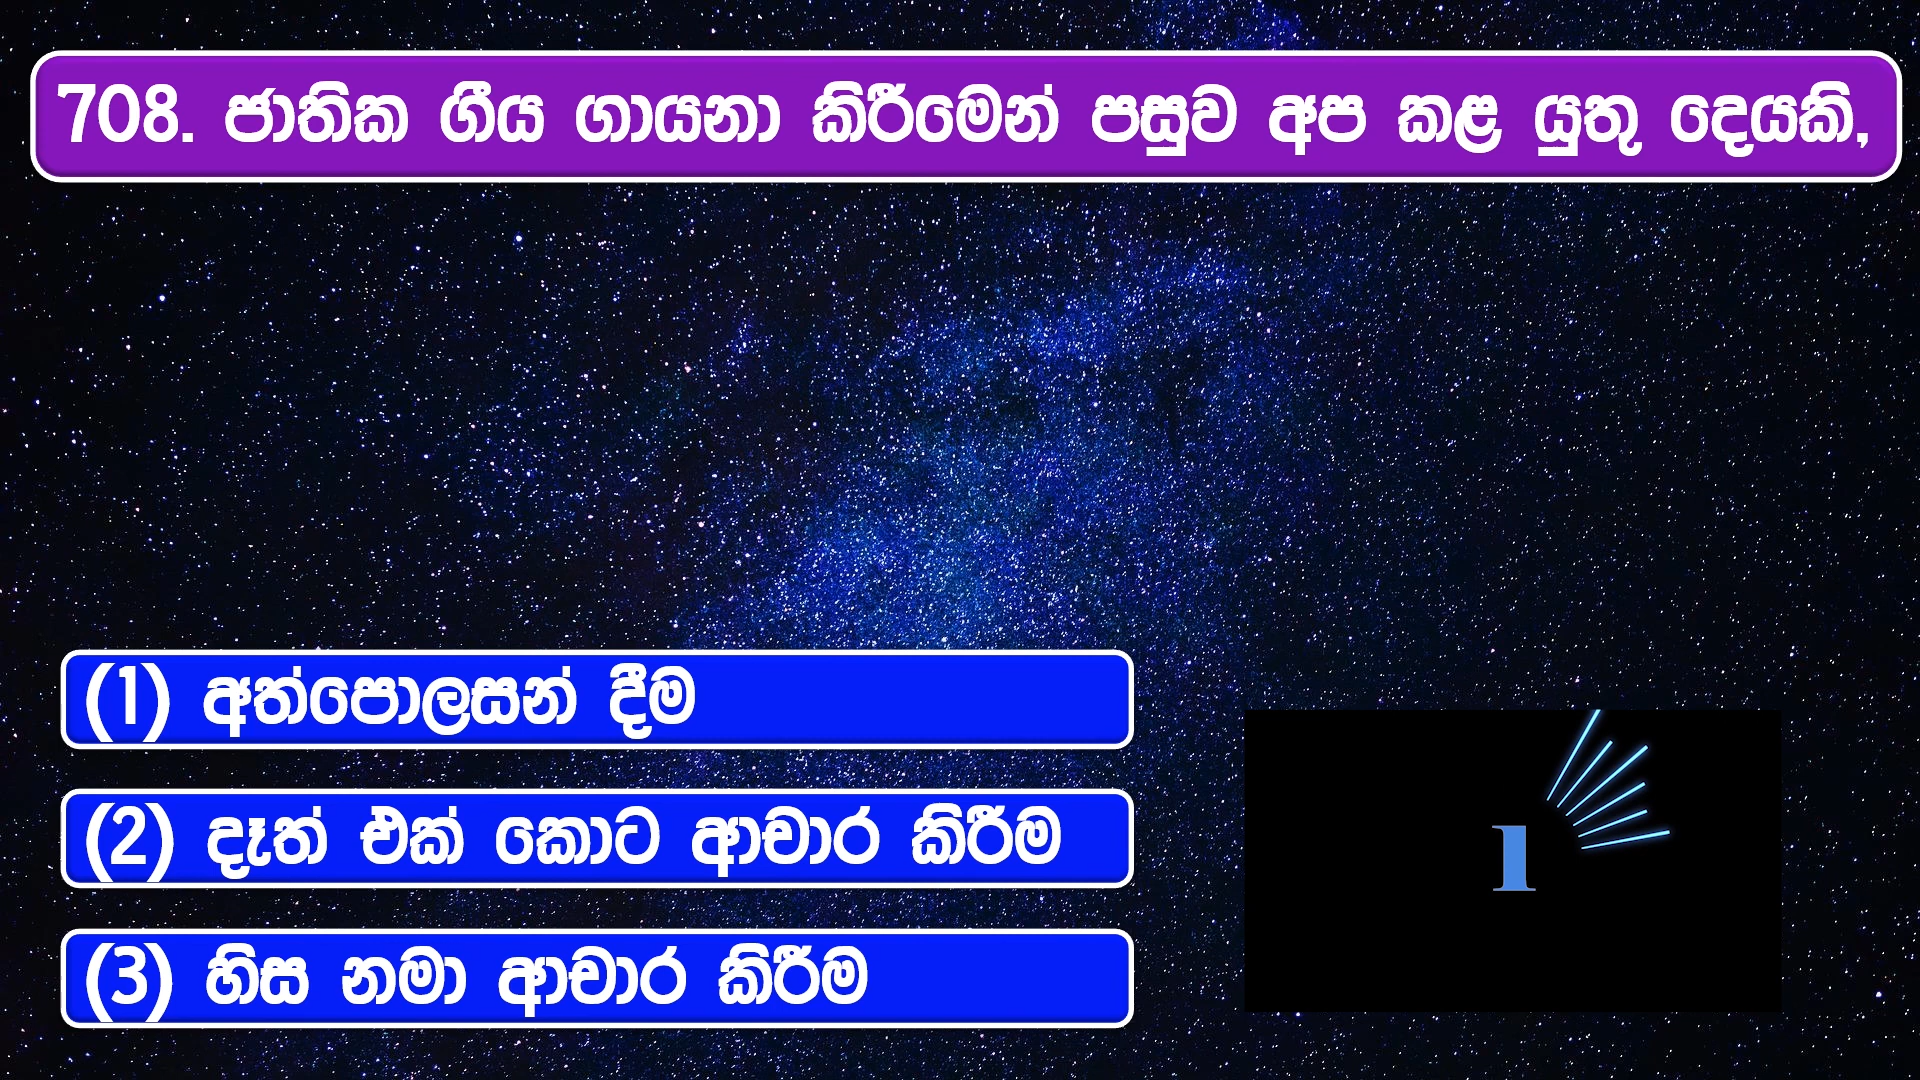 708. ජාතික ගීය ගායනා කිරීමෙන් පසුව අප කළ යුතු දෙයකි,
(1) අත්පොලසන් දීම
(2) දෑත් එක් කොට ආචාර කිරීම
(3) හිස නමා ආචාර කිරීම
1